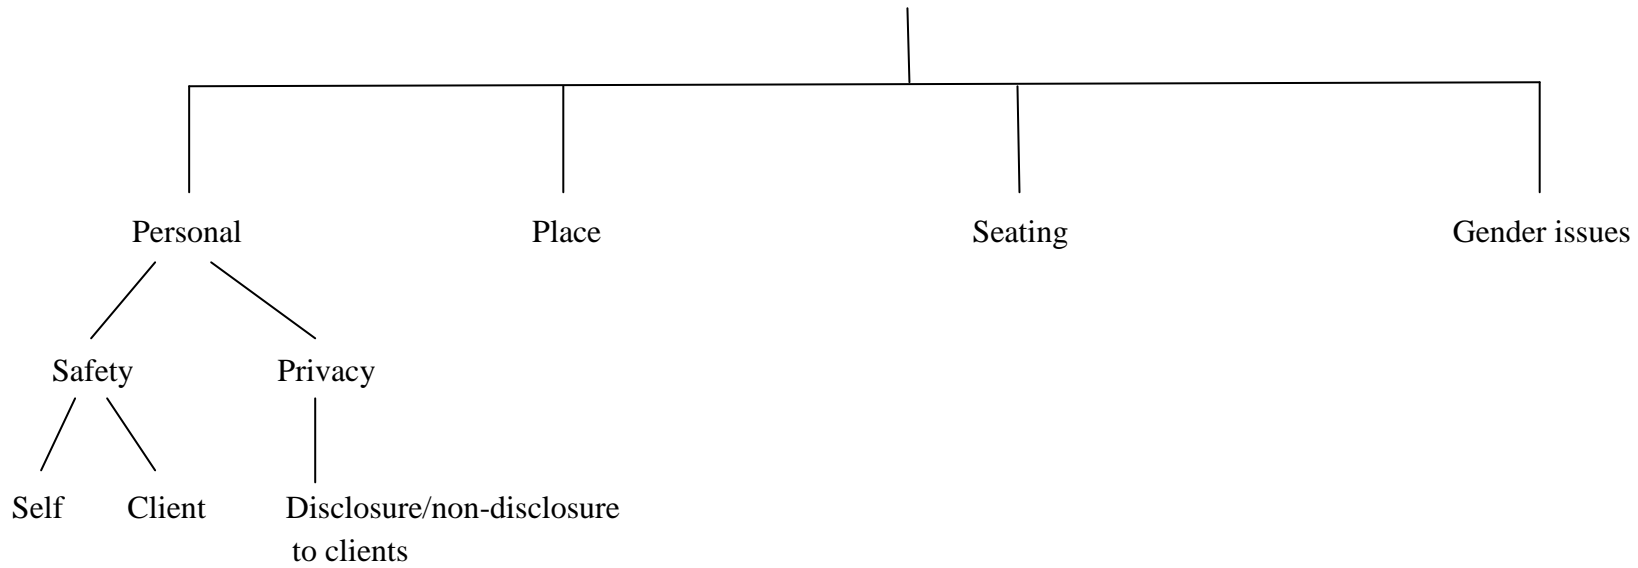 Personal
Place
Seating
Gender issues
Safety
Privacy
Self
Client
Disclosure/non-disclosure
to clients